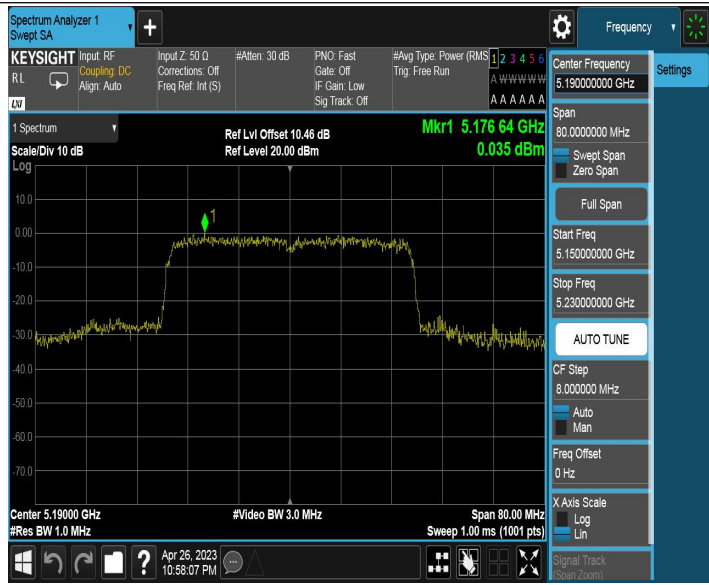 Spectrum Analyzer 1
Swept SA
+
Frequency
KEYSIGHT
RL
LXI
Input: RF
Coupling: DC
Align: Auto
Input Z: 50 Ω
Corrections: Off
Freq Ref: Int (S)
#Atten: 30 dB
PNO: Fast
Gate: Off
IF Gain: Low
Sig Track: Off
#Avg Type: Power (RMS
Trig: Free Run
1 2 3 4 5 6
A W W W W W
A A A A A A
1 Spectrum
Scale/Div 10 dB
Log
Ref Lvl Offset 10.46 dB
Ref Level 20.00 dBm
Mkr1 5.176 64 GHz
0.035 dBm
1
10.0
0.00
-10.0
-20.0
-30.0
-40.0
-50.0
-60.0
-70.0
Center 5.19000 GHz
#Res BW 1.0 MHz
#Video BW 3.0 MHz
Span 80.00 MHz
Sweep 1.00 ms (1001 pts)
?
Apr 26, 2023
10:58:07 PM
Center Frequency
5.190000000 GHz
Span
80.0000000 MHz
Swept Span
Zero Span
Full Span
Start Freq
5.150000000 GHz
Stop Freq
5.230000000 GHz
AUTO TUNE
CF Step
8.000000 MHz
Auto
Man
Freq Offset
0 Hz
X Axis Scale
Log
Lin
Signal Track
(Span Zoom)
Settings